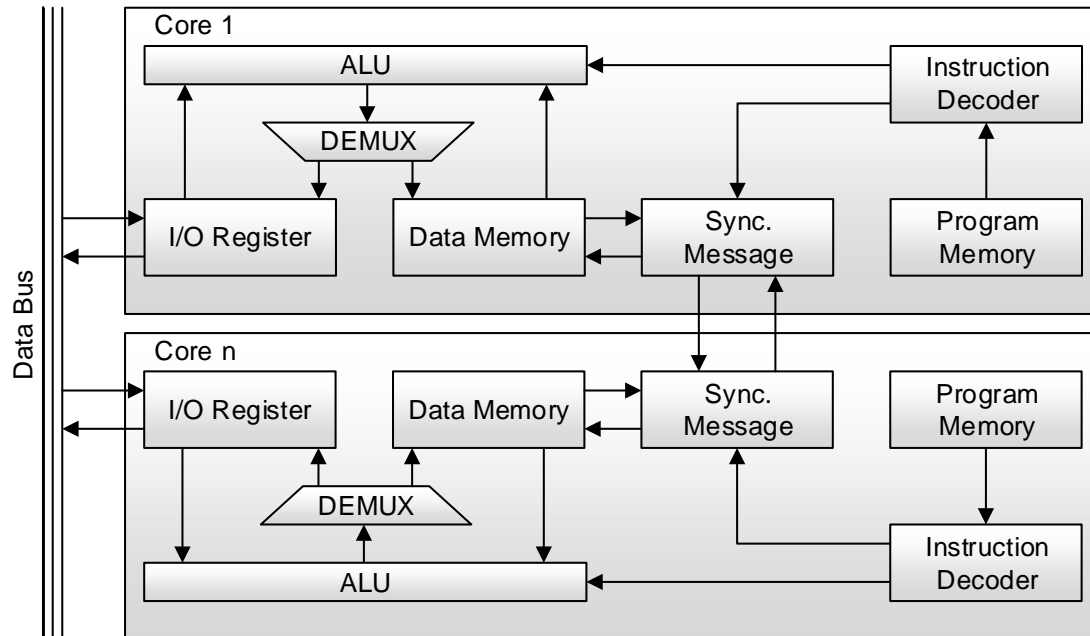 Core 1
ALU
Instruction
Decoder
DEMUX
I/O Register
Data Memory
Sync.
Message
Program
Memory
Data Bus
Core n
I/O Register
Data Memory
Sync.
Message
Program
Memory
DEMUX
ALU
Instruction
Decoder